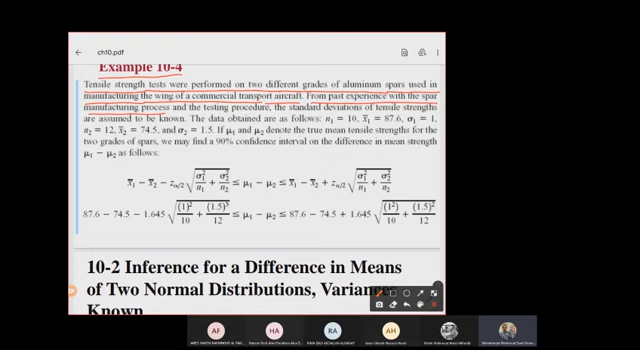 ch10.pdf
Example 10-4
Tensile strength tests were performed on two different grades of aluminum spars used in
manufacturing the wing of a commercial transport aircraft. From past experience with the spar
manufacturing process and the testing procedure, the standard deviations of tensile strengths
are assumed to be known. The data obtained are as follows: n₁ = 10, x̄₁ = 87.6, σ₁ = 1,
n₂ = 12, x̄₂ = 74.5, and σ₂ = 1.5. If μ₁ and μ₂ denote the true mean tensile strengths for the
two grades of spars, we may find a 90% confidence interval on the difference in mean strength
μ₁ − μ₂ as follows:
x̄₁ − x̄₂ − z_{α/2} √(σ₁²/n₁ + σ₂²/n₂) ≤ μ₁ − μ₂ ≤ x̄₁ − x̄₂ + z_{α/2} √(σ₁²/n₁ + σ₂²/n₂)
87.6 − 74.5 − 1.645 √((1)²/10 + (1.5)²/12) ≤ μ₁ − μ₂ ≤ 87.6 − 74.5 + 1.645 √((1²)/10 + (1.5)²/12)
10-2 Inference for a Difference in Means
of Two Normal Distributions, Variances
Known
AF
HA
RA
AH